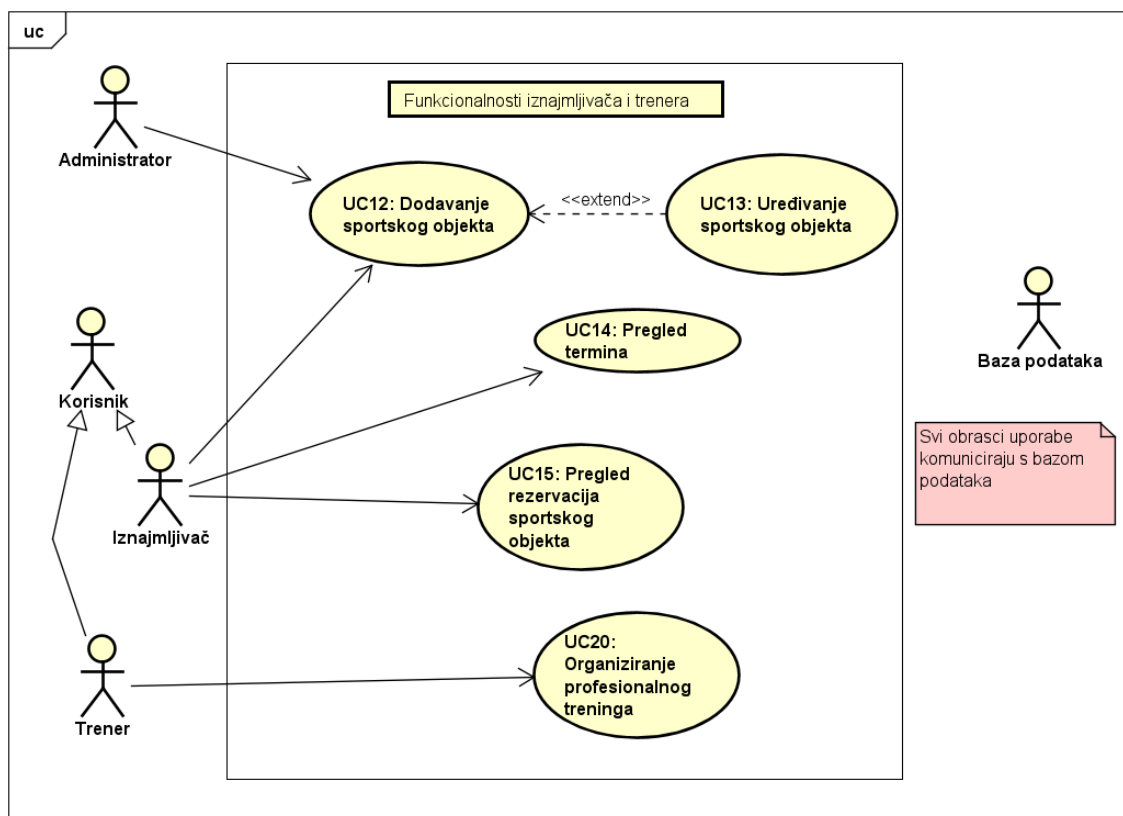 uc
Funkcionalnosti iznajmljivača i trenera
Administrator
UC12: Dodavanje
sportskog objekta
<<extend>>
UC13: Uređivanje
sportskog objekta
Korisnik
UC14: Pregled
termina
Baza podataka
Svi obrasci uporabe
komuniciraju s bazom
podataka
Iznajmljivač
UC15: Pregled
rezervacija
sportskog
objekta
Trener
UC20:
Organiziranje
profesionalnog
treninga